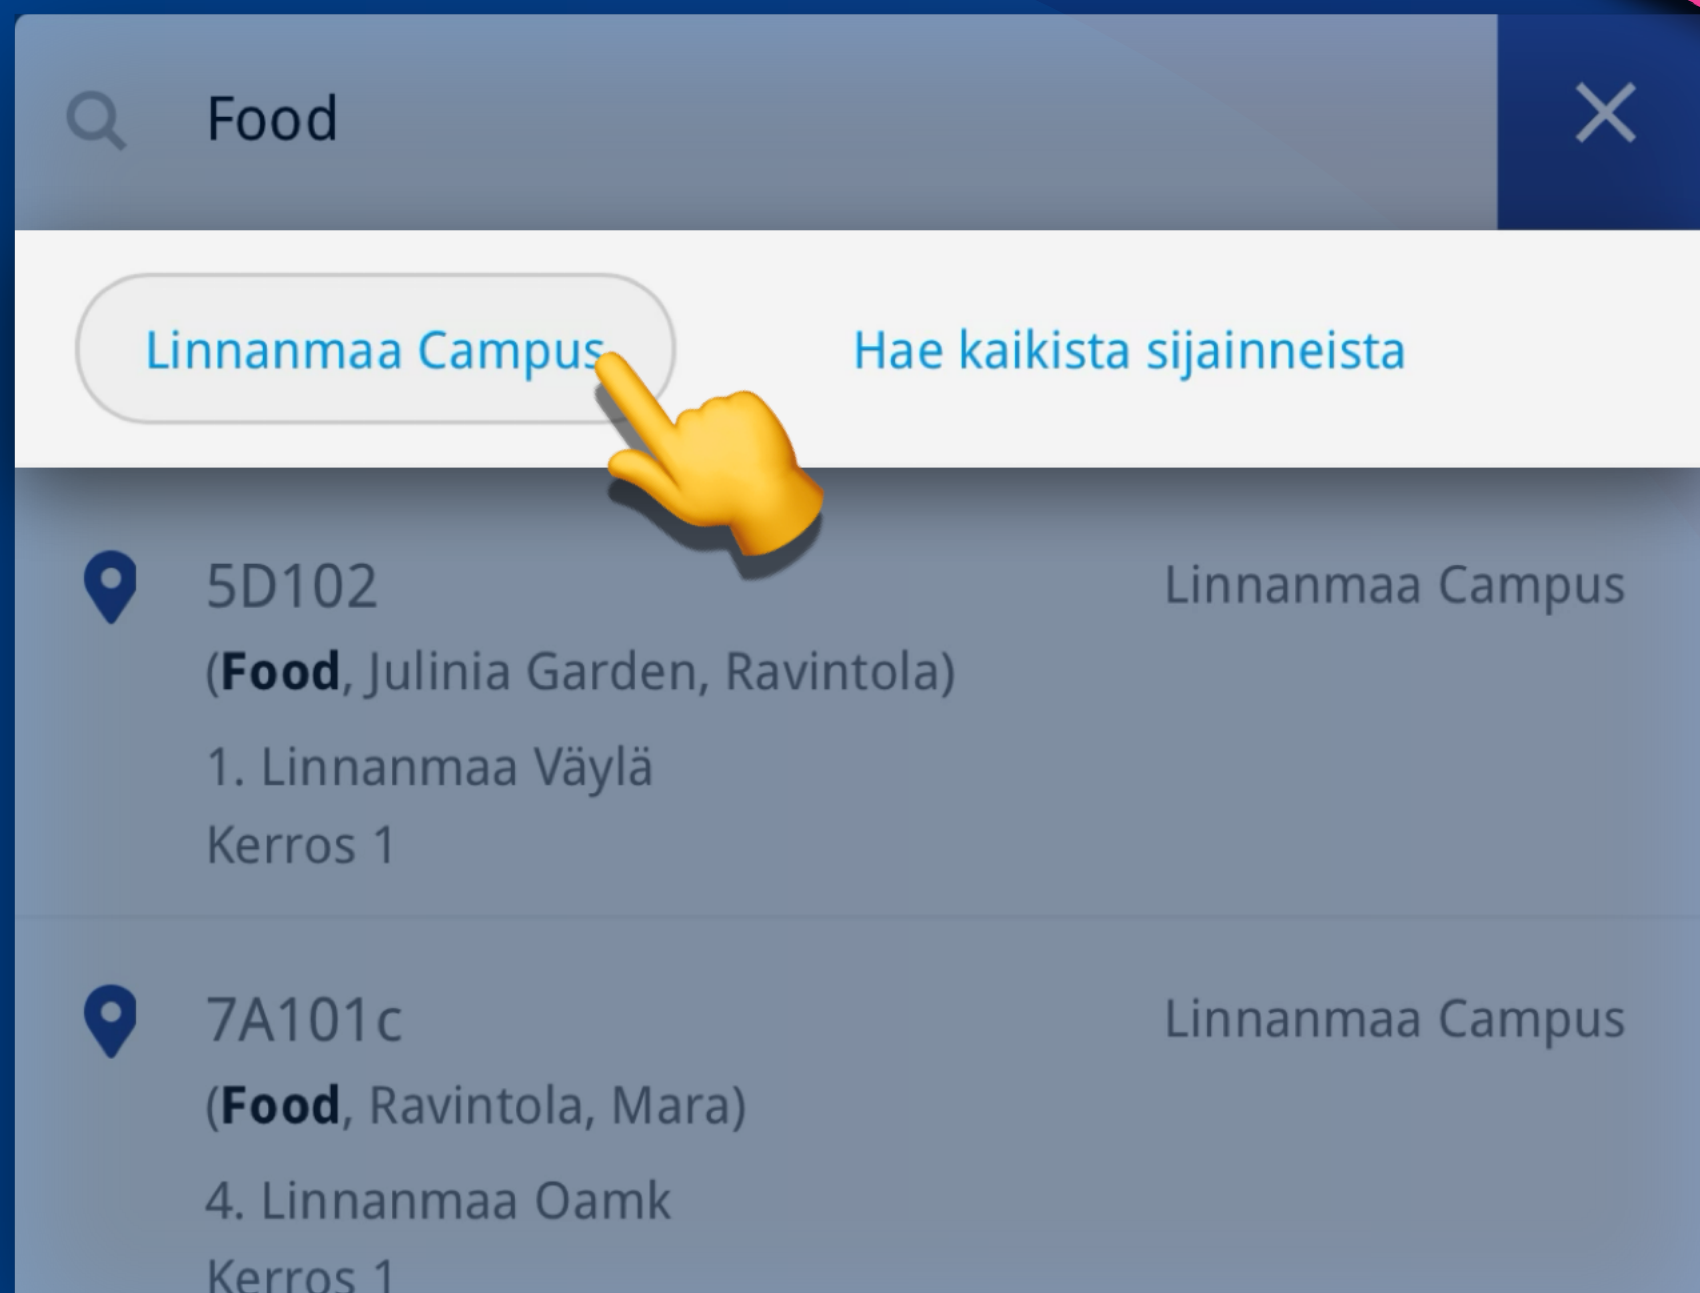 Food
Linnanmaa Campus
Hae kaikista sijainneista
5D102
Linnanmaa Campus
(Food, Julinia Garden, Ravintola)
1. Linnanmaa Väylä
Kerros 1
7A101c
Linnanmaa Campus
(Food, Ravintola, Mara)
4. Linnanmaa Oamk
Kerros 1